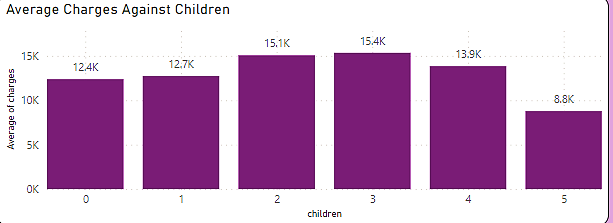 Average Charges Against Children
Average of charges
15K
10K
5K
0K
12.4K
12.7K
15.1K
15.4K
13.9K
8.8K
0 1 2 3 4 5
children